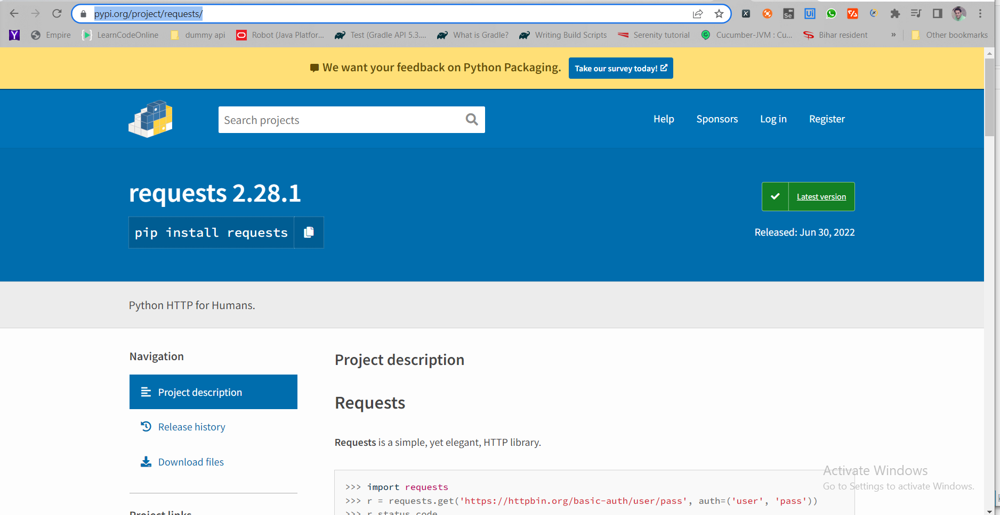 pypi.org/project/requests/
Empire LearnCodeOnline dummy api Robot (Java Platfor... Test (Gradle API 5.3.... What is Gradle? Writing Build Scripts Serenity tutorial Cucumber-JVM : Cu... Bihar resident » Other bookmarks
We want your feedback on Python Packaging. Take our survey today!
Search projects Help Sponsors Log in Register
requests 2.28.1
Latest version
pip install requests
Released: Jun 30, 2022
Python HTTP for Humans.
Navigation
Project description
Release history
Download files
Project links
Project description
Requests
Requests is a simple, yet elegant, HTTP library.
>>> import requests
>>> r = requests.get('https://httpbin.org/basic-auth/user/pass', auth=('user', 'pass'))
>>> r.status_code
Activate Windows
Go to Settings to activate Windows.